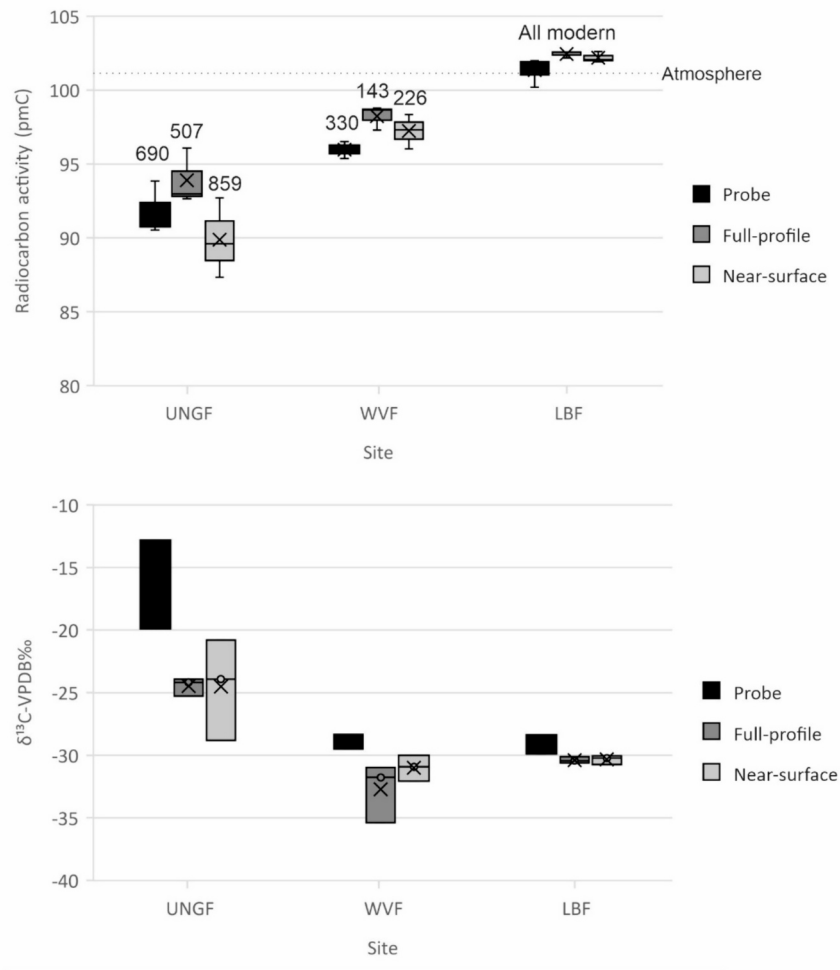 105
100
95
90
85
80
Radiocarbon activity (pmC)
690
507
859
330
143
226
All modern
Atmosphere
UNGF
WVF
LBF
Site
Probe
Full-profile
Near-surface
-10
-15
-20
-25
-30
-35
-40
δ¹³C-VPDB‰
UNGF
WVF
LBF
Site
Probe
Full-profile
Near-surface